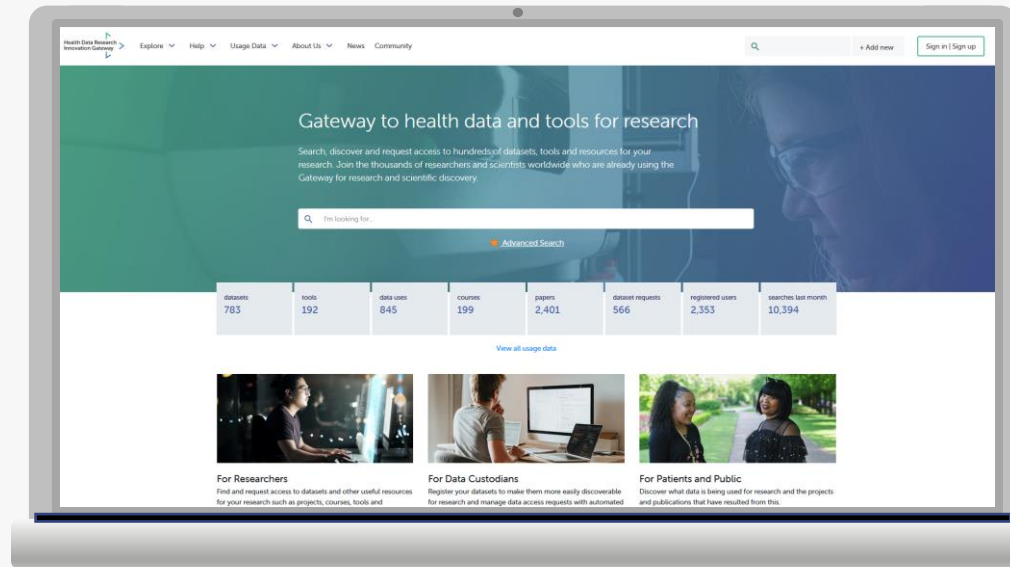 Health Data Research
Innovation Gateway
Explore Help Usage Data About Us News Community
+ Add new
Sign in | Sign up
Gateway to health data and tools for research
Search, discover and request access to hundreds of datasets, tools and resources for your
research. Join the thousands of researchers and scientists worldwide who are already using the
Gateway for research and scientific discovery.
I'm looking for...
Advanced Search
datasets tools data uses courses papers dataset requests registered users searches last month
783 192 845 199 2,401 566 2,353 10,394
View all usage data
For Researchers
Find and request access to datasets and other useful resources
for your research such as projects, courses, tools and
For Data Custodians
Register your datasets to make them more easily discoverable
for research and manage data access requests with automated
For Patients and Public
Discover what data is being used for research and the projects
and publications that have resulted from this.